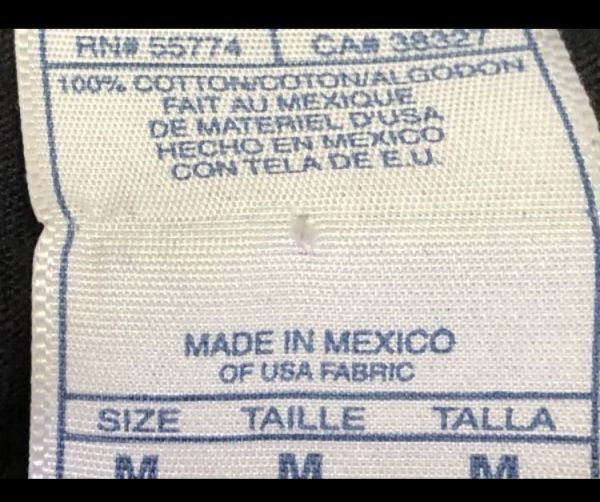 RN# 55774 CA# 38327
100% COTTON/COTON/ALGODON
FAIT AU MEXIQUE
DE MATERIEL D'USA
HECHO EN MEXICO
CON TELA DE E.U.
MADE IN MEXICO
OF USA FABRIC
SIZE TAILLE TALLA
M M M